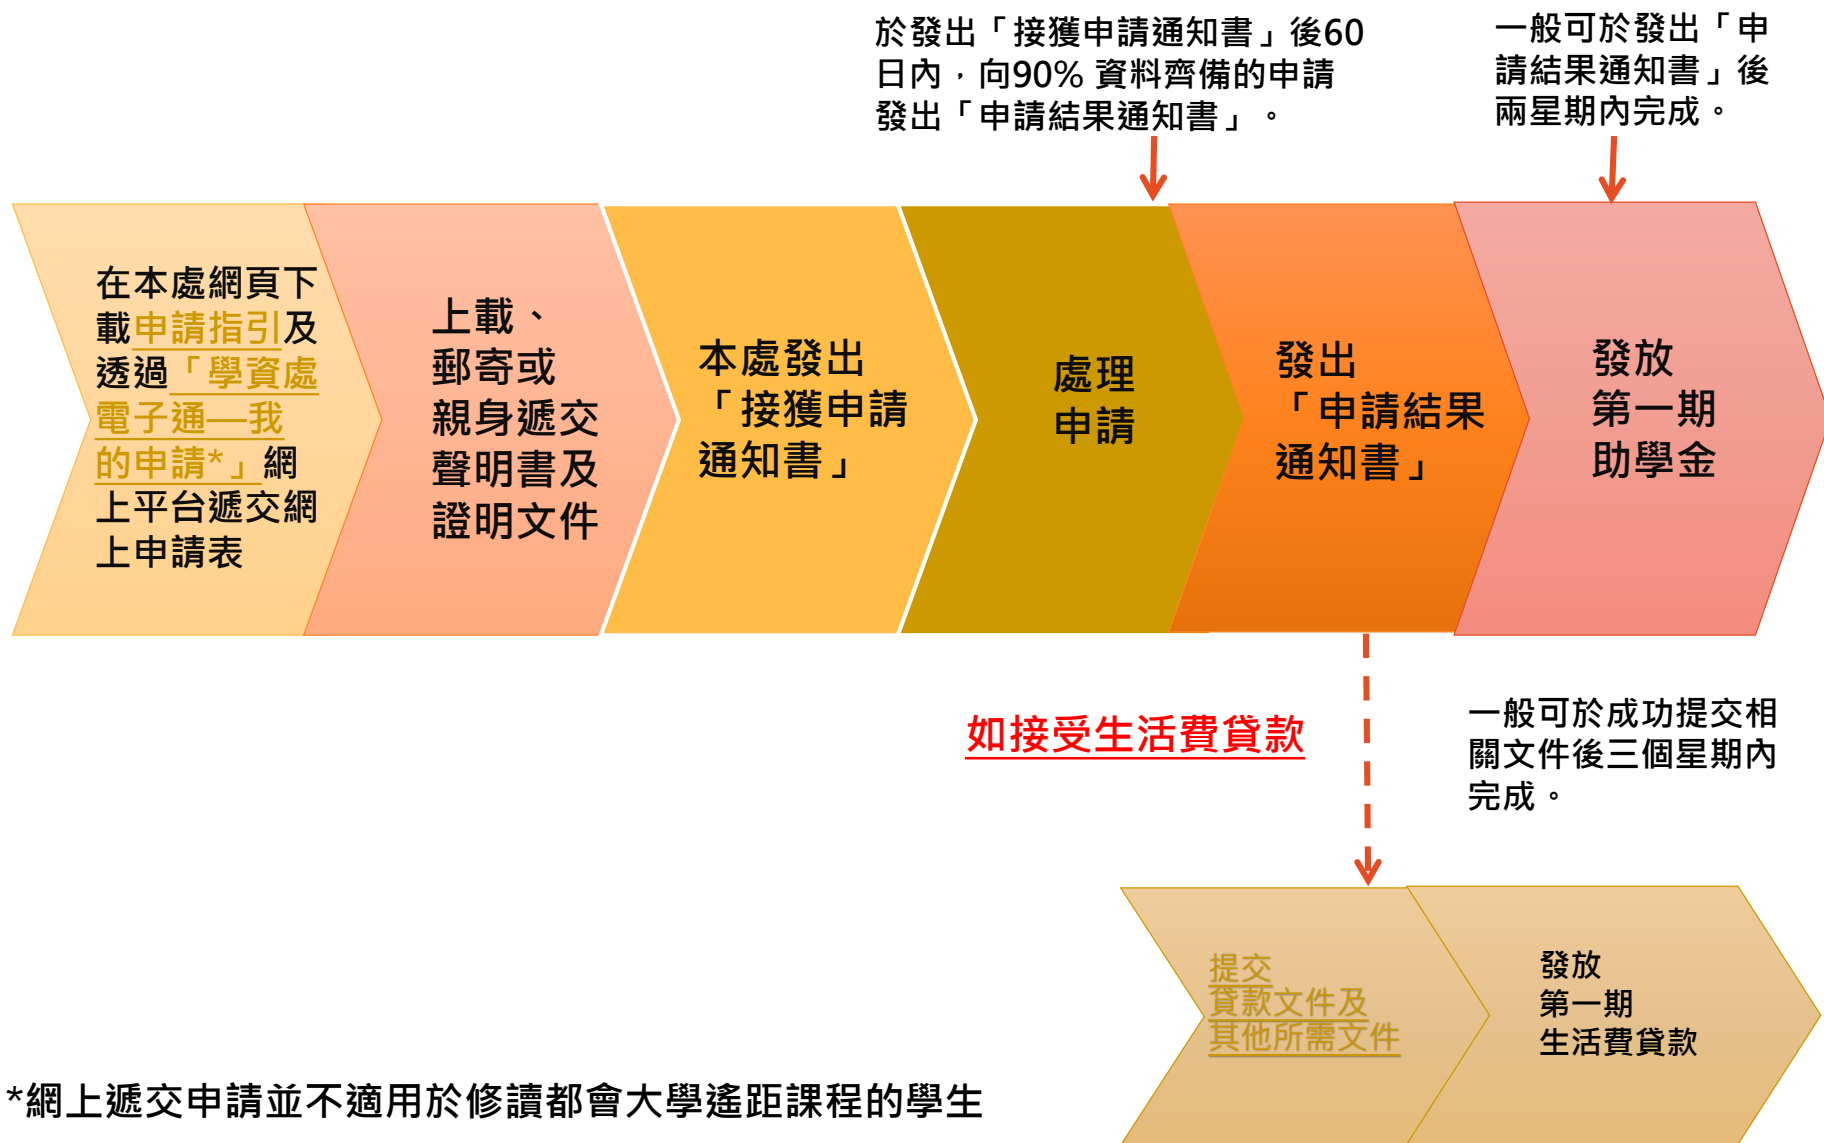 於發出「接獲申請通知書」後60
日內，向90% 資料齊備的申請
發出「申請結果通知書」。
一般可於發出「申
請結果通知書」後
兩星期內完成。
在本處網頁下
載申請指引及
透過「學資處
電子通—我
的申請*」網
上平台遞交網
上申請表
上載、
郵寄或
親身遞交
聲明書及
證明文件
本處發出
「接獲申請
通知書」
處理
申請
發出
「申請結果
通知書」
發放
第一期
助學金
如接受生活費貸款
一般可於成功提交相
關文件後三個星期內
完成。
提交
貸款文件及
其他所需文件
發放
第一期
生活費貸款
*網上遞交申請並不適用於修讀都會大學遙距課程的學生